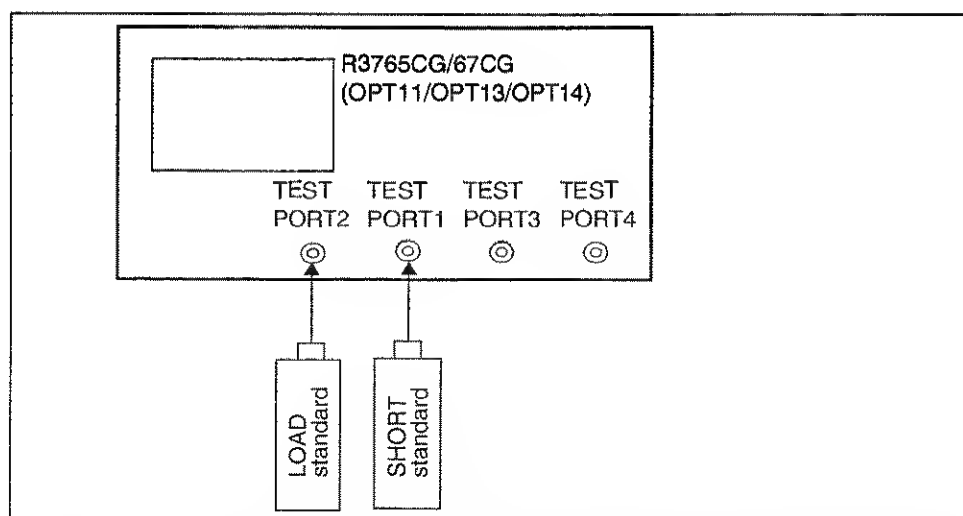 R3765CG/67CG
(OPT11/OPT13/OPT14)
TEST TEST TEST TEST
PORT2 PORT1 PORT3 PORT4
LOAD
standard
SHORT
standard